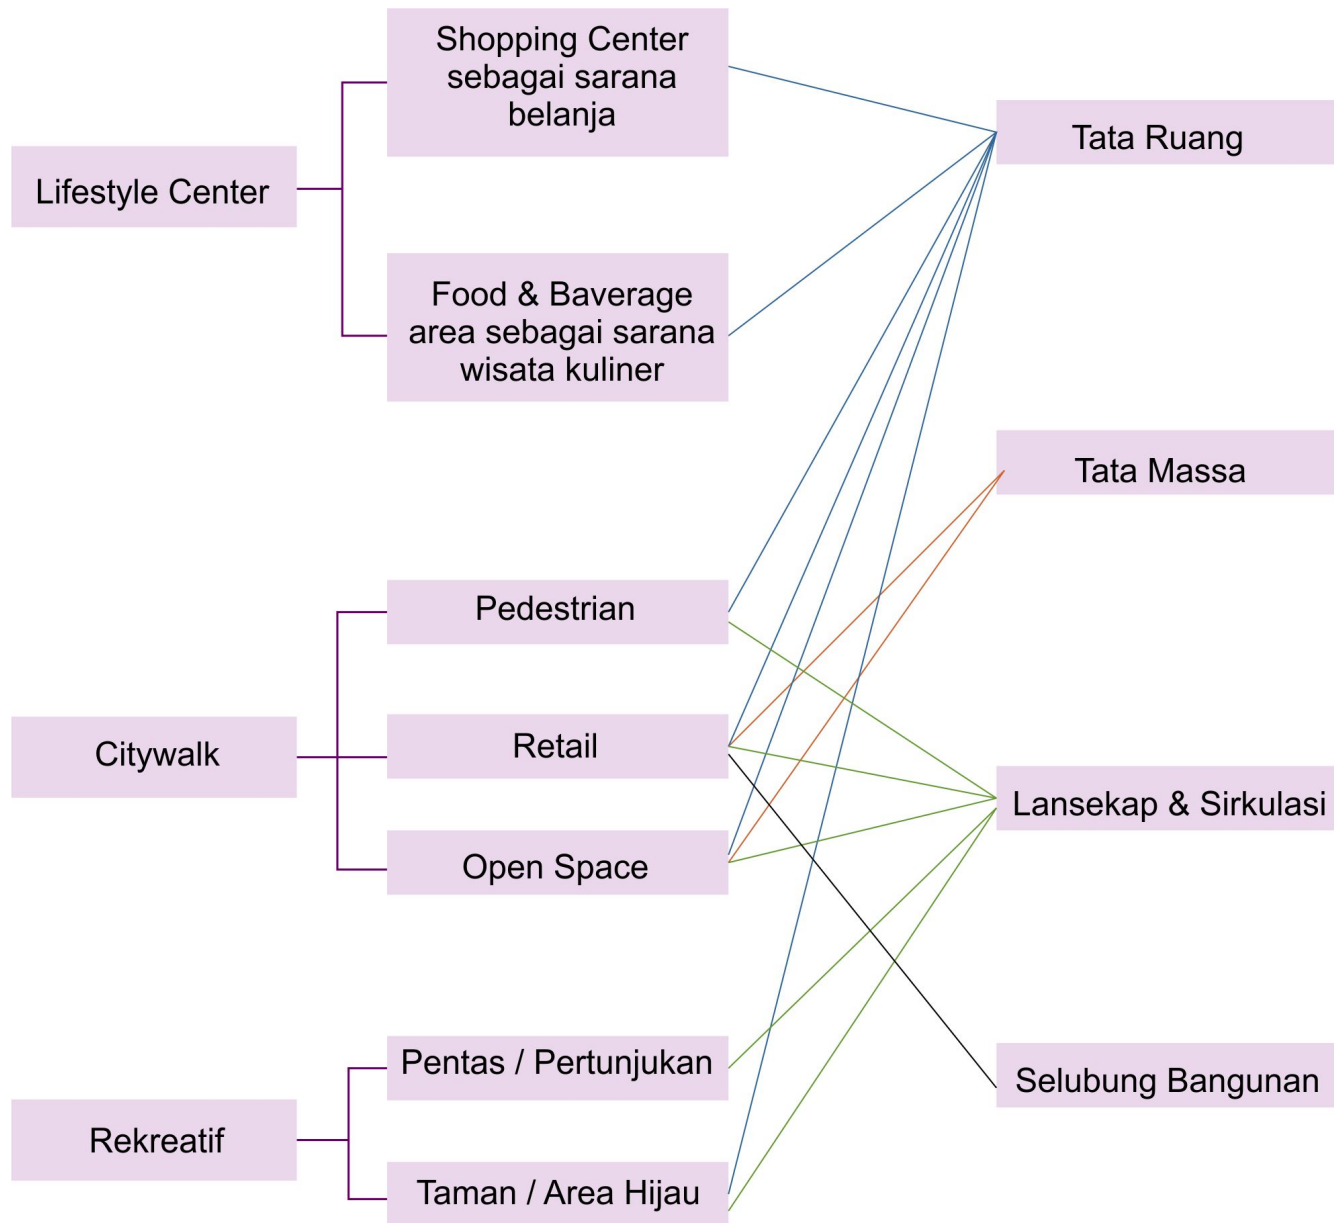 Lifestyle Center
Shopping Center
sebagai sarana
belanja
Food & Baverage
area sebagai sarana
wisata kuliner
Citywalk
Pedestrian
Retail
Open Space
Rekreatif
Pentas / Pertunjukan
Taman / Area Hijau
Tata Ruang
Tata Massa
Lansekap & Sirkulasi
Selubung Bangunan